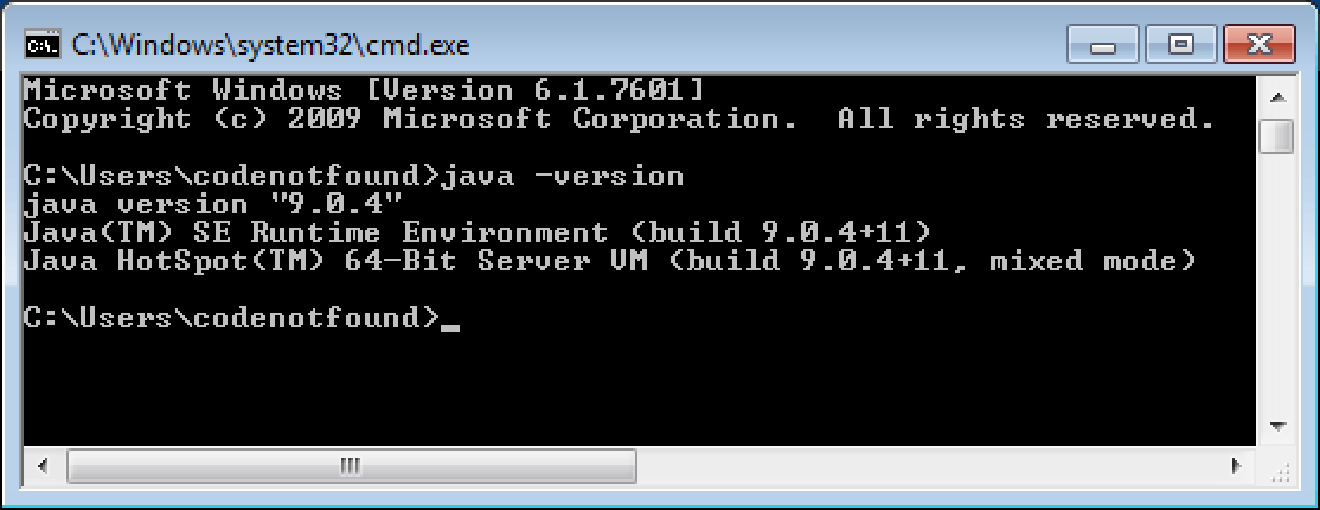 C:\Windows\system32\cmd.exe
Microsoft Windows [Version 6.1.7601]
Copyright (c) 2009 Microsoft Corporation.  All rights reserved.
C:\Users\codenotfound>java -version
java version "9.0.4"
Java(TM) SE Runtime Environment (build 9.0.4+11)
Java HotSpot(TM) 64-Bit Server VM (build 9.0.4+11, mixed mode)
C:\Users\codenotfound>_